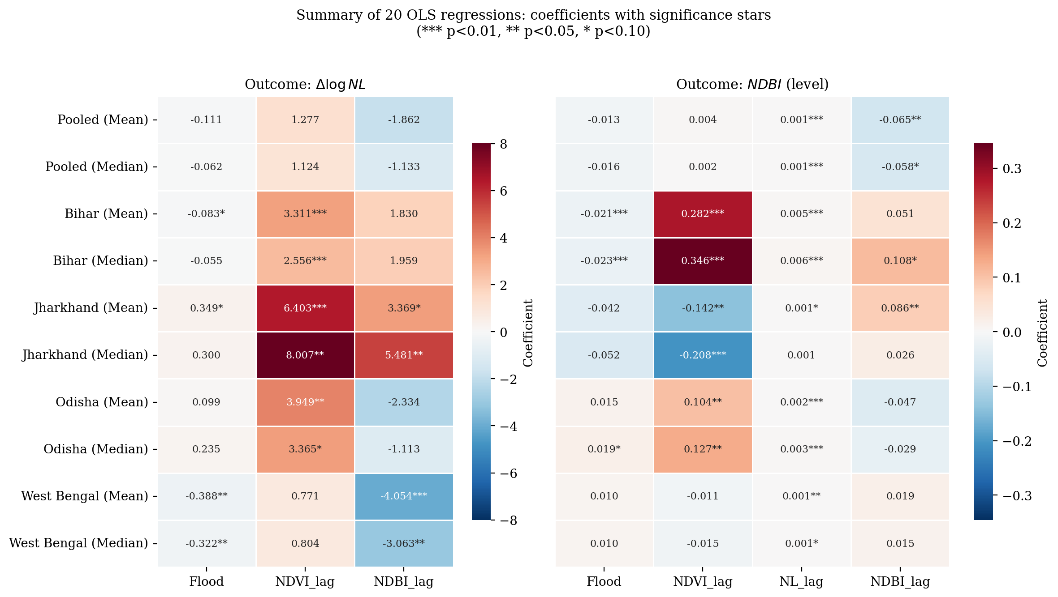 Summary of 20 OLS regressions: coefficients with significance stars
(*** p<0.01, ** p<0.05, * p<0.10)
Outcome: Δ log NL
Outcome: NDBI (level)
Pooled (Mean) -0.111 1.277 -1.862 -0.013 0.004 0.001*** -0.065**
Pooled (Median) -0.062 1.124 -1.133 -0.016 0.002 0.001*** -0.058*
Bihar (Mean) -0.083* 3.311*** 1.830 -0.021*** 0.282*** 0.005*** 0.051
Bihar (Median) -0.055 2.556*** 1.959 -0.023*** 0.346*** 0.006*** 0.108*
Jharkhand (Mean) 0.349* 6.403*** 3.369* -0.042 -0.142** 0.001* 0.086**
Jharkhand (Median) 0.300 8.007** 5.481** -0.052 -0.208*** 0.001 0.026
Odisha (Mean) 0.099 3.949** -2.334 0.015 0.104** 0.002*** -0.047
Odisha (Median) 0.235 3.365* -1.113 0.019* 0.127** 0.003*** -0.029
West Bengal (Mean) -0.388** 0.771 -4.054*** 0.010 -0.011 0.001** 0.019
West Bengal (Median) -0.322** 0.804 -3.063** 0.010 -0.015 0.001* 0.015
Flood NDVI_lag NDBI_lag
8
6
4
2
0
−2
−4
−6
−8
Coefficient
Flood NDVI_lag NL_lag NDBI_lag
0.3
0.2
0.1
0.0
−0.1
−0.2
−0.3
Coefficient